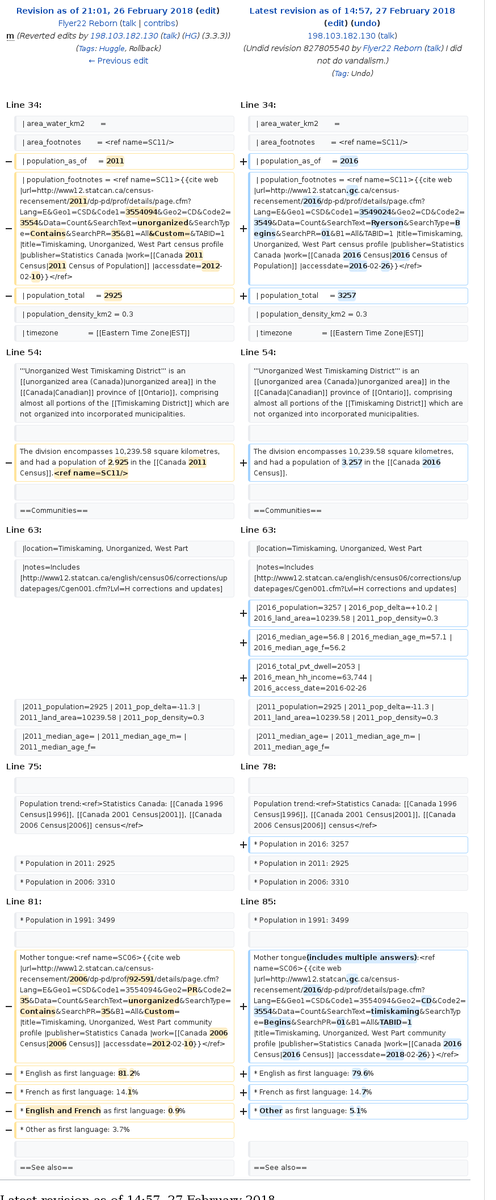 Revision as of 21:01, 26 February 2018 (edit)
Flyer22 Reborn (talk | contribs)
m (Reverted edits by 198.103.182.130 (talk) (HG) (3.3.3))
(Tags: Huggle, Rollback)
← Previous edit
Latest revision as of 14:57, 27 February 2018
(edit) (undo)
198.103.182.130 (talk)
(Undid revision 827805540 by Flyer22 Reborn (talk) I did
not do vandalism.)
(Tag: Undo)
Line 34:
| area_water_km2 =
| area_footnotes = <ref name=SC11/>
− | population_as_of = 2011
− | population_footnotes = <ref name=SC11>{{cite web
|url=http://www12.statcan.ca/census-
recensement/2011/dp-pd/prof/details/page.cfm?
Lang=E&Geo1=CSD&Code1=3554094&Geo2=CD&Code2=
3554&Data=Count&SearchText=unorganized&SearchTyp
e=Contains&SearchPR=35&B1=All&Custom=&TABID=1
|title=Timiskaming, Unorganized, West Part census profile
|publisher=Statistics Canada |work=[[Canada 2011
Census|2011 Census of Population]] |accessdate=2012-
02-10}}</ref>
− | population_total = 2925
| population_density_km2 = 0.3
| timezone = [[Eastern Time Zone|EST]]
Line 34:
| area_water_km2 =
| area_footnotes = <ref name=SC11/>
+ | population_as_of = 2016
+ | population_footnotes = <ref name=SC11>{{cite web
|url=http://www12.statcan.gc.ca/census-
recensement/2016/dp-pd/prof/details/page.cfm?
Lang=E&Geo1=CSD&Code1=3549024&Geo2=CD&Code2=
3549&Data=Count&SearchText=Ryerson&SearchType=B
egins&SearchPR=01&B1=All&TABID=1 |title=Timiskaming,
Unorganized, West Part census profile |publisher=Statistics
Canada |work=[[Canada 2016 Census|2016 Census of
Population]] |accessdate=2016-02-26}}</ref>
+ | population_total = 3257
| population_density_km2 = 0.3
| timezone = [[Eastern Time Zone|EST]]
Line 54:
'''Unorganized West Timiskaming District''' is an
[[unorganized area (Canada)|unorganized area]] in the
[[Canada|Canadian]] province of [[Ontario]], comprising
almost all portions of the [[Timiskaming District]] which are
not organized into incorporated municipalities.
− The division encompasses 10,239.58 square kilometres,
and had a population of 2,925 in the [[Canada 2011
Census]].<ref name=SC11/>
==Communities==
Line 54:
'''Unorganized West Timiskaming District''' is an
[[unorganized area (Canada)|unorganized area]] in the
[[Canada|Canadian]] province of [[Ontario]], comprising
almost all portions of the [[Timiskaming District]] which are
not organized into incorporated municipalities.
+ The division encompasses 10,239.58 square kilometres,
and had a population of 3,257 in the [[Canada 2016
Census]].
==Communities==
Line 63:
|location=Timiskaming, Unorganized, West Part
|notes=Includes
[http://www12.statcan.ca/english/census06/corrections/up
datepages/Cgen001.cfm?Lvl=H corrections and updates]
|2011_population=2925 | 2011_pop_delta=-11.3 |
2011_land_area=10239.58 | 2011_pop_density=0.3
|2011_median_age= | 2011_median_age_m= |
2011_median_age_f=
Line 63:
|location=Timiskaming, Unorganized, West Part
|notes=Includes
[http://www12.statcan.ca/english/census06/corrections/up
datepages/Cgen001.cfm?Lvl=H corrections and updates]
+ |2016_population=3257 | 2016_pop_delta=+10.2 |
2016_land_area=10239.58 | 2011_pop_density=0.3
+ |2016_median_age=56.8 | 2016_median_age_m=57.1 |
2016_median_age_f=56.2
+ |2016_total_pvt_dwell=2053 |
2016_mean_hh_income=63,744 |
2016_access_date=2016-02-26
|2011_population=2925 | 2011_pop_delta=-11.3 |
2011_land_area=10239.58 | 2011_pop_density=0.3
|2011_median_age= | 2011_median_age_m= |
2011_median_age_f=
Line 75:
Population trend:<ref>Statistics Canada: [[Canada 1996
Census|1996]], [[Canada 2001 Census|2001]], [[Canada
2006 Census|2006]] census</ref>
* Population in 2011: 2925
* Population in 2006: 3310
Line 78:
Population trend:<ref>Statistics Canada: [[Canada 1996
Census|1996]], [[Canada 2001 Census|2001]], [[Canada
2006 Census|2006]] census</ref>
+ * Population in 2016: 3257
* Population in 2011: 2925
* Population in 2006: 3310
Line 81:
* Population in 1991: 3499
− Mother tongue:<ref name=SC06>{{cite web
|url=http://www12.statcan.ca/census-
recensement/2006/dp-pd/prof/92-591/details/page.cfm?
Lang=E&Geo1=CSD&Code1=3554094&Geo2=PR&Code2=
35&Data=Count&SearchText=unorganized&SearchType=
Contains&SearchPR=35&B1=All&Custom=
|title=Timiskaming, Unorganized, West Part community
profile |publisher=Statistics Canada |work=[[Canada 2006
Census|2006 Census]] |accessdate=2012-02-10}}</ref>
− * English as first language: 81.2%
− * French as first language: 14.1%
− * English and French as first language: 0.9%
− * Other as first language: 3.7%
==See also==
Line 85:
* Population in 1991: 3499
+ Mother tongue(includes multiple answers):<ref
name=SC06>{{cite web
|url=http://www12.statcan.gc.ca/census-
recensement/2016/dp-pd/prof/details/page.cfm?
Lang=E&Geo1=CSD&Code1=3554094&Geo2=CD&Code2=
3554&Data=Count&SearchText=timiskaming&SearchTyp
e=Begins&SearchPR=01&B1=All&TABID=1
|title=Timiskaming, Unorganized, West Part community
profile |publisher=Statistics Canada |work=[[Canada 2016
Census|2016 Census]] |accessdate=2018-02-26}}</ref>
+ * English as first language: 79.6%
+ * French as first language: 14.7%
+ * Other as first language: 5.1%
==See also==
Latest revision as of 14:57, 27 February 2018